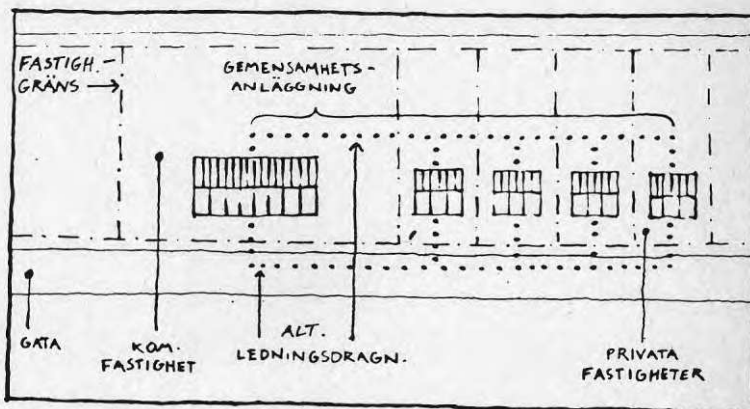 FASTIGH.-
GRÄNS
GEMENSAMHETS-
ANLÄGGNING
GATA
KOM.
FASTIGHET
ALT.
LEDNINGSDRAGN.
PRIVATA
FASTIGHETER